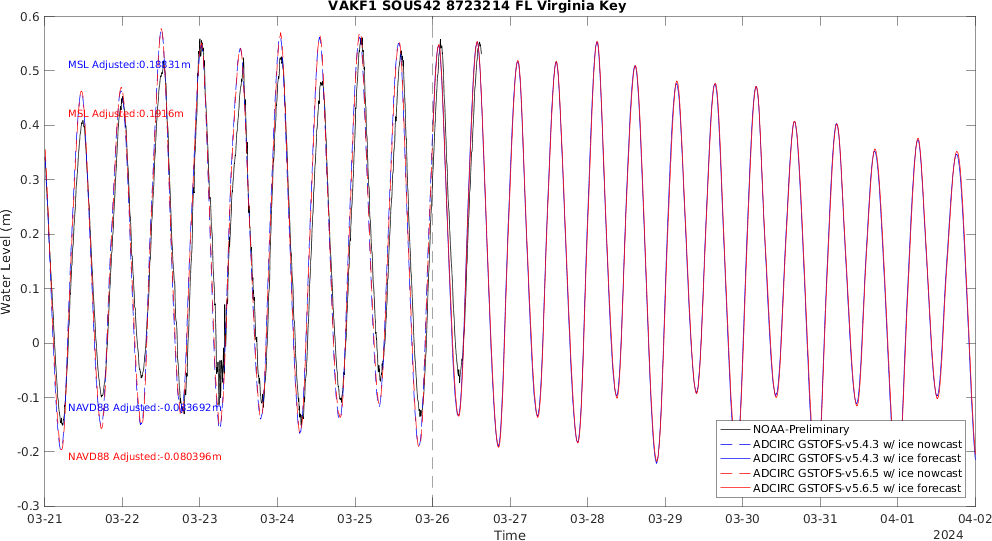 VAKF1 SOUS42 8723214 FL Virginia Key
0.6
0.5
0.4
0.3
0.2
0.1
0
-0.1
-0.2
-0.3
Water Level (m)
MSL Adjusted:0.18831m
MSL Adjusted:0.1916m
NAVD88 Adjusted:-0.083692m
NAVD88 Adjusted:-0.080396m
NOAA-Preliminary
ADCIRC GSTOFS-v5.4.3 w/ ice nowcast
ADCIRC GSTOFS-v5.4.3 w/ ice forecast
ADCIRC GSTOFS-v5.6.5 w/ ice nowcast
ADCIRC GSTOFS-v5.6.5 w/ ice forecast
03-21 03-22 03-23 03-24 03-25 03-26 03-27 03-28 03-29 03-30 03-31 04-01 04-02
Time
2024